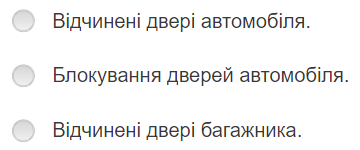 Відчинені двері автомобіля.
Блокування дверей автомобіля.
Відчинені двері багажника.